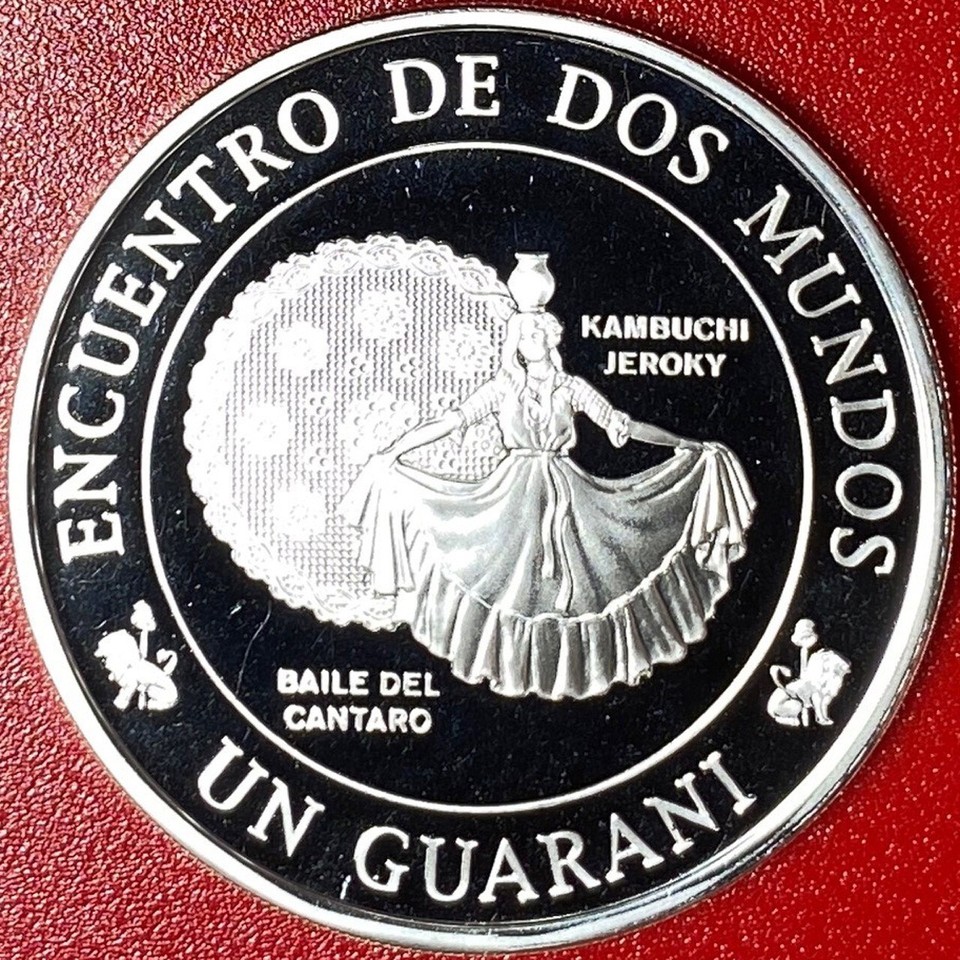 ENCUENTRO DE DOS MUNDOS
KAMBUCHI
JEROKY
BAILE DEL
CANTARO
UN GUARANI